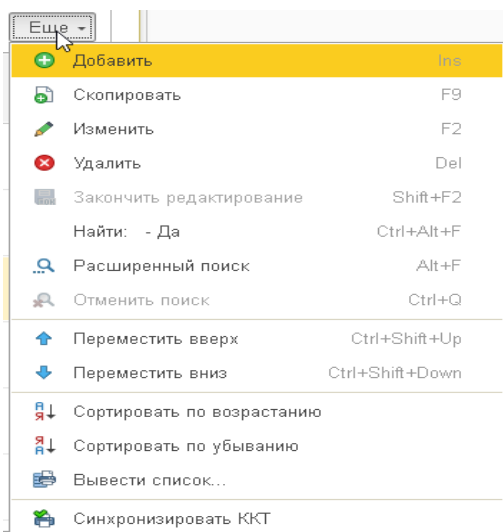 Еще
Добавить Ins
Скопировать F9
Изменить F2
Удалить Del
Закончить редактирование Shift+F2
Найти: - Да Ctrl+Alt+F
Расширенный поиск Alt+F
Отменить поиск Ctrl+Q
Переместить вверх Ctrl+Shift+Up
Переместить вниз Ctrl+Shift+Down
Сортировать по возрастанию
Сортировать по убыванию
Вывести список...
Синхронизировать ККТ